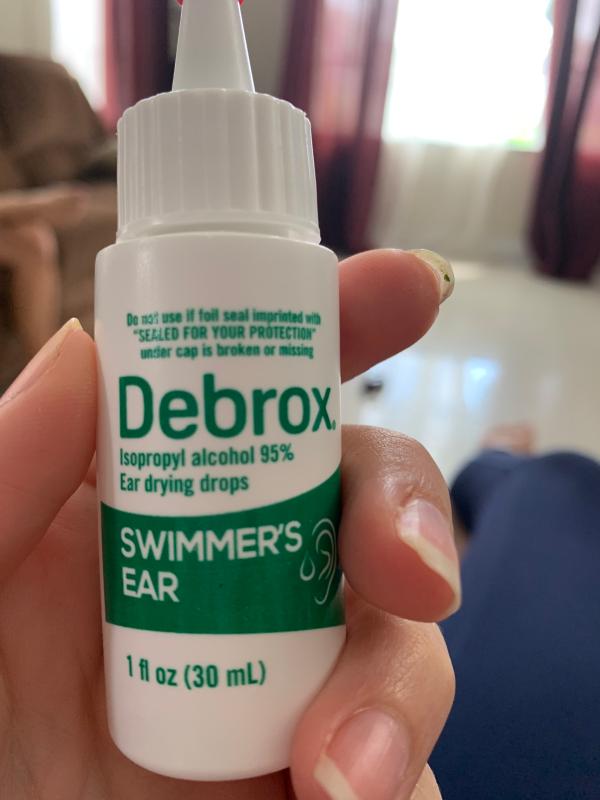 Do not use if foil seal imprinted with
"SEALED FOR YOUR PROTECTION"
under cap is broken or missing
Debrox®
Isopropyl alcohol 95%
Ear drying drops
SWIMMER'S
EAR
1 fl oz (30 mL)